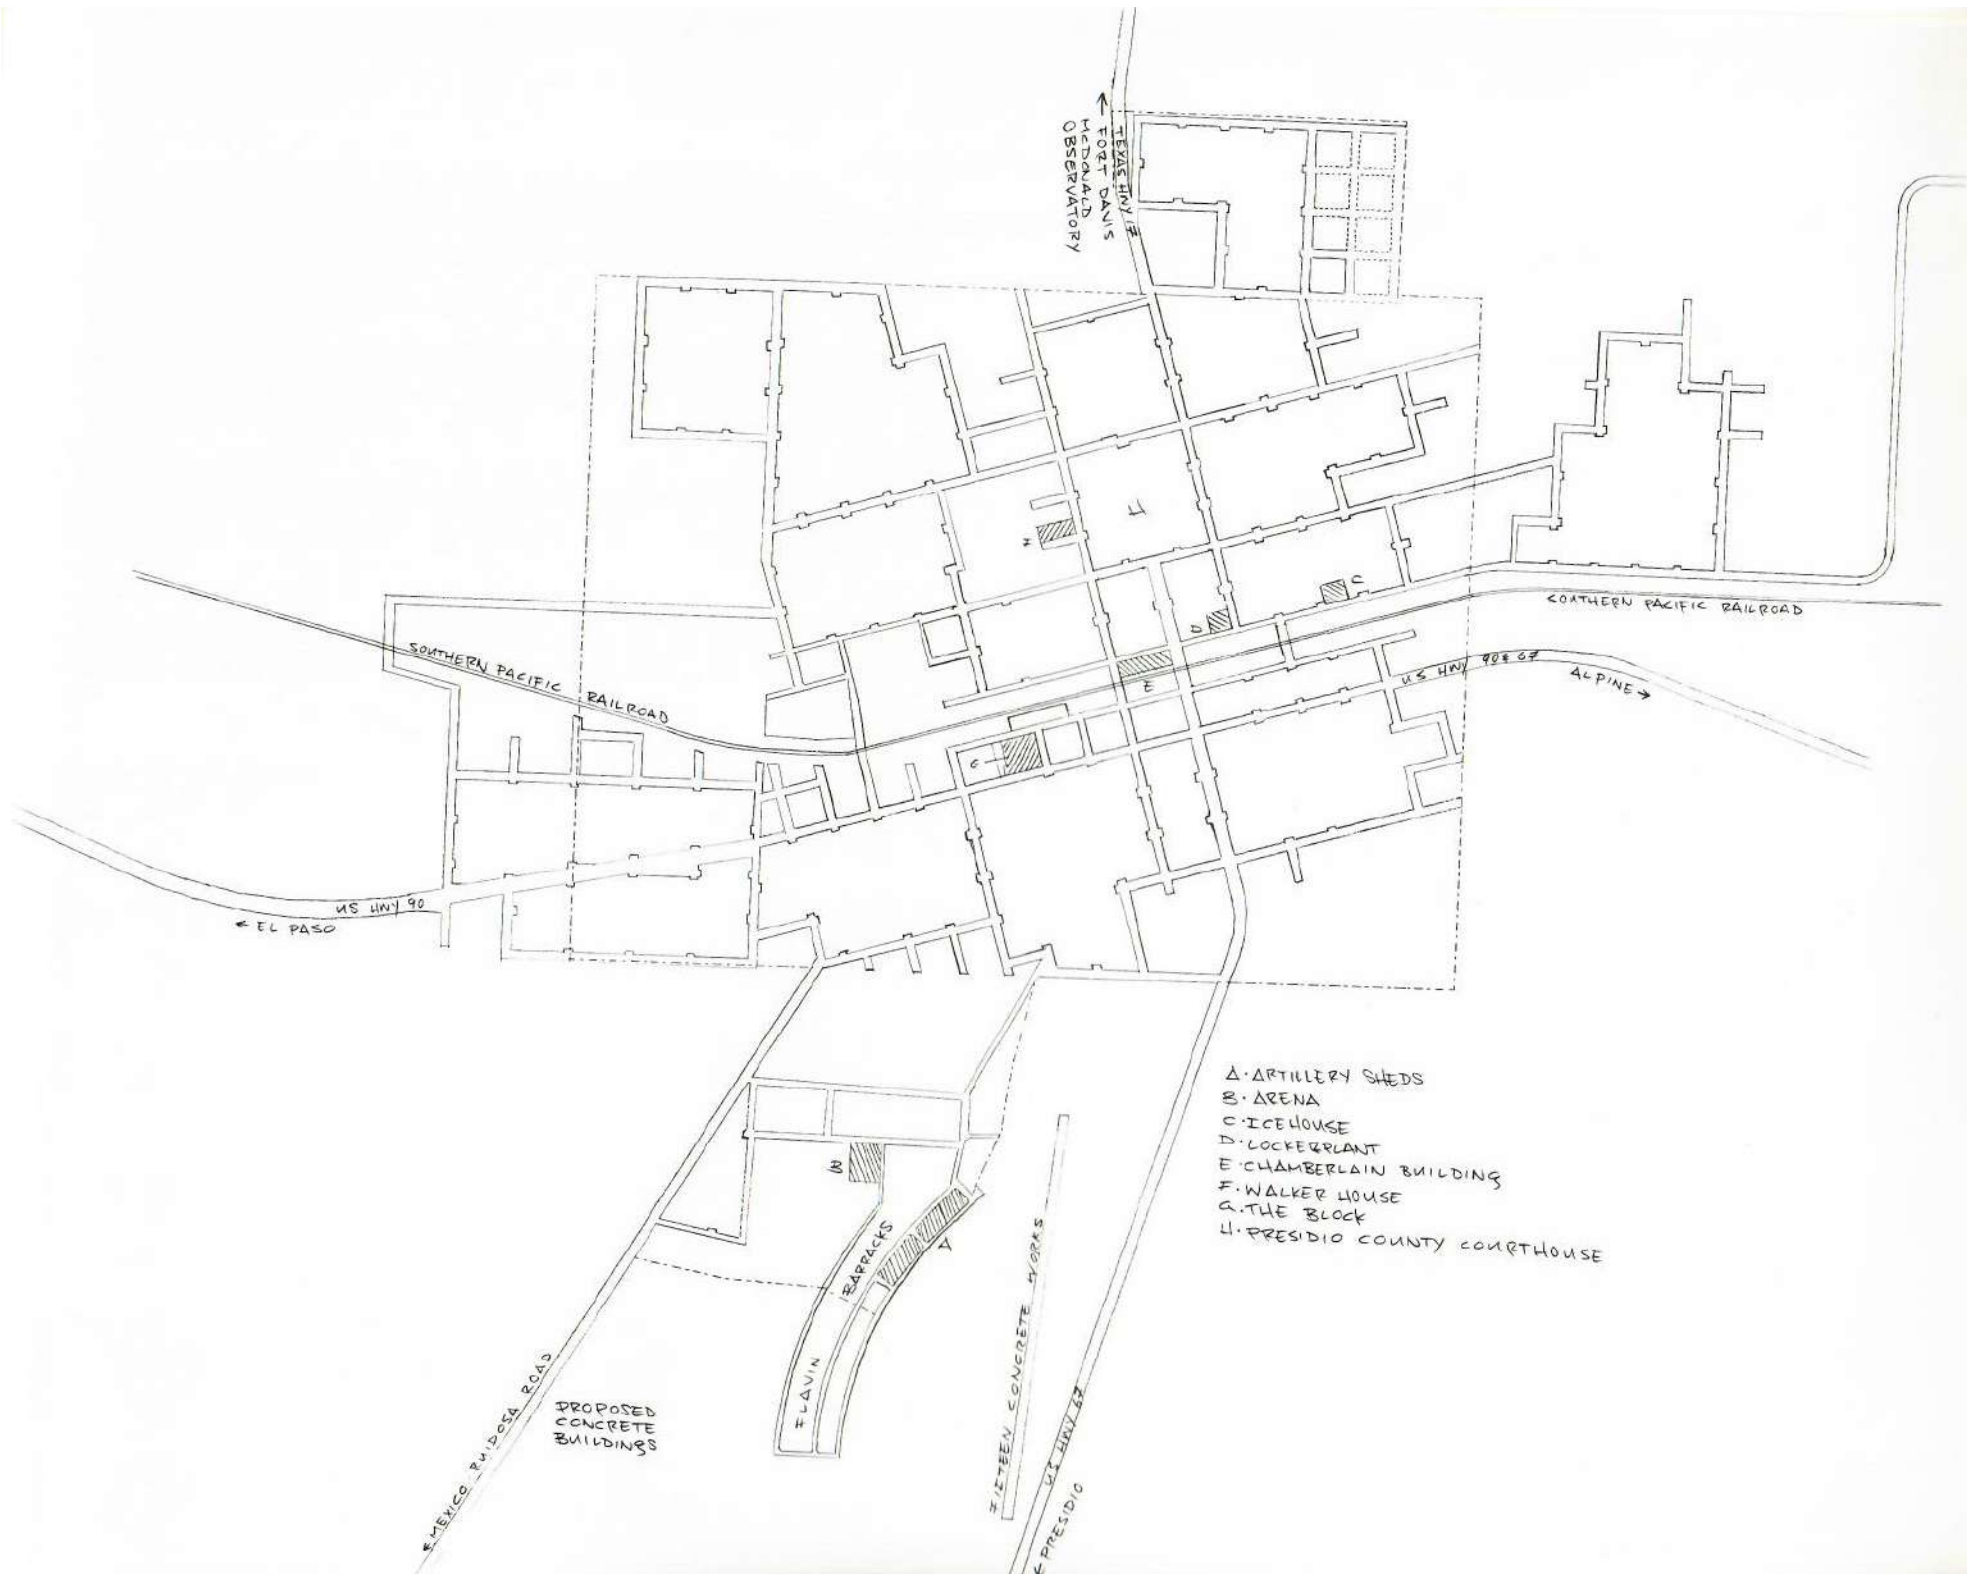 ← FORT DAVIS
McDONALD
OBSERVATORY
TEXAS HWY 17
H
F
C
D
E
G
SOUTHERN PACIFIC RAILROAD
SOUTHERN PACIFIC RAILROAD
US HWY 90 & 67
ALPINE →
US HWY 90
← EL PASO
A. ARTILLERY SHEDS
B. ARENA
C. ICEHOUSE
D. LOCKERPLANT
E. CHAMBERLAIN BUILDING
F. WALKER HOUSE
G. THE BLOCK
H. PRESIDIO COUNTY COURTHOUSE
B
A
FLAVIN BARRACKS
FIFTEEN CONCRETE WORKS
US HWY 67
← PRESIDIO
← MEXICO RUIDOSA ROAD
PROPOSED
CONCRETE
BUILDINGS